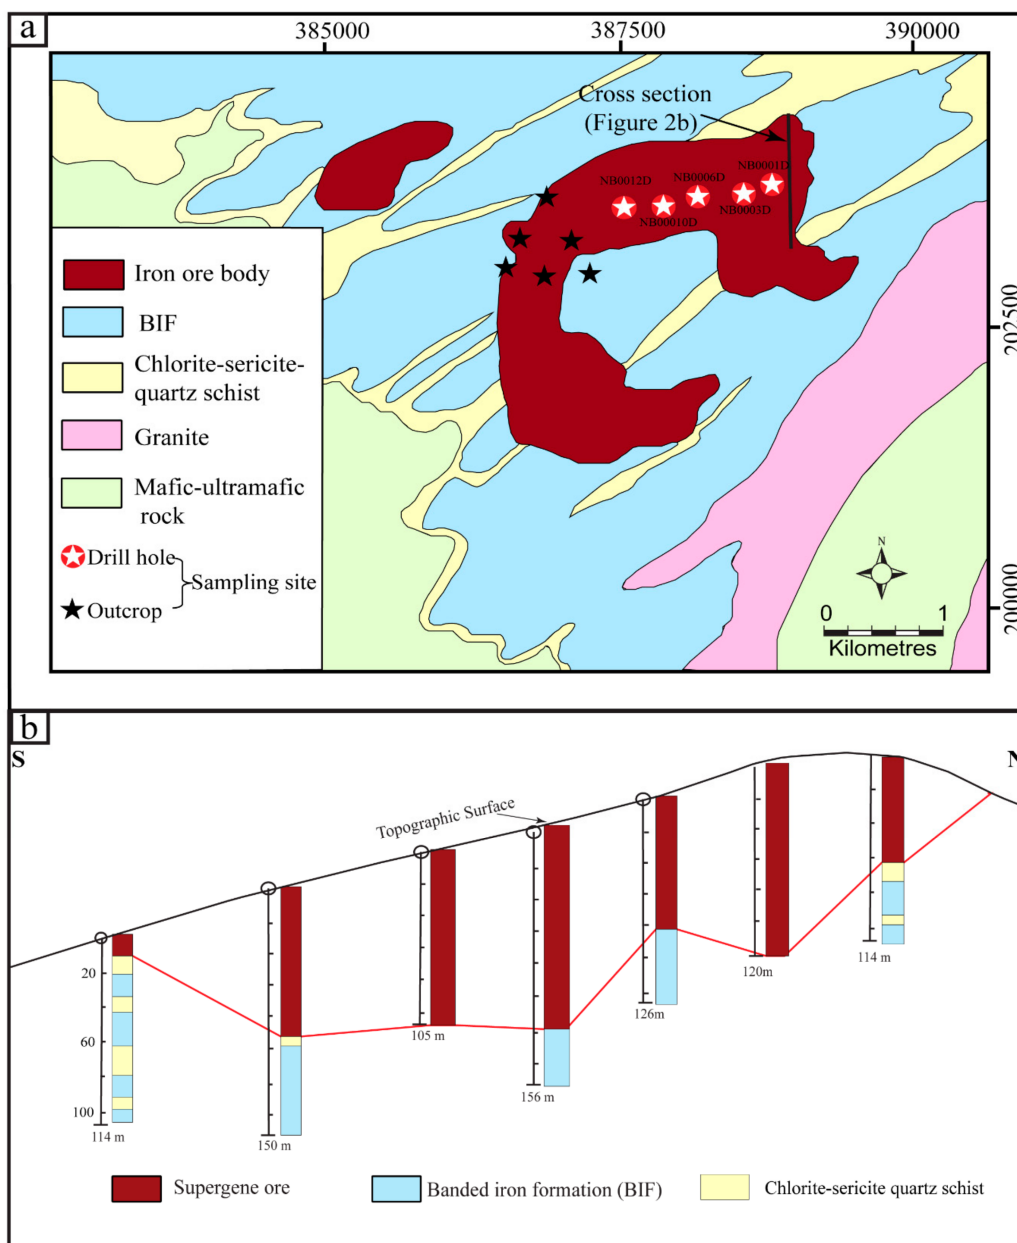 a
385000
387500
390000
Cross section
(Figure 2b)
NB0001D
NB0006D
NB0012D
NB0003D
NB00010D
202500
200000
Iron ore body
BIF
Chlorite-sericite-
quartz schist
Granite
Mafic-ultramafic
rock
Drill hole
Sampling site
Outcrop
N
0 1
Kilometres
b
S
N
Topographic Surface
20
60
100
114 m
150 m
105 m
156 m
126m
120m
114 m
Supergene ore
Banded iron formation (BIF)
Chlorite-sericite quartz schist